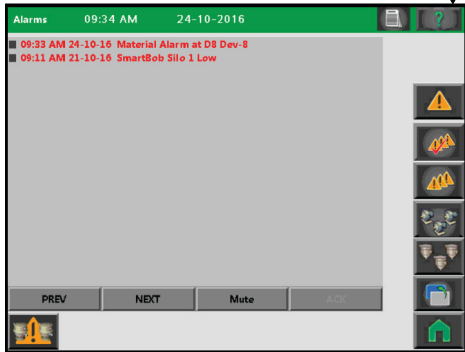 Alarms 09:34 AM 24-10-2016 ?
09:33 AM 24-10-16 Material Alarm at D8 Dev-8
09:11 AM 21-10-16 SmartBob Silo 1 Low
PREV NEXT Mute ACK